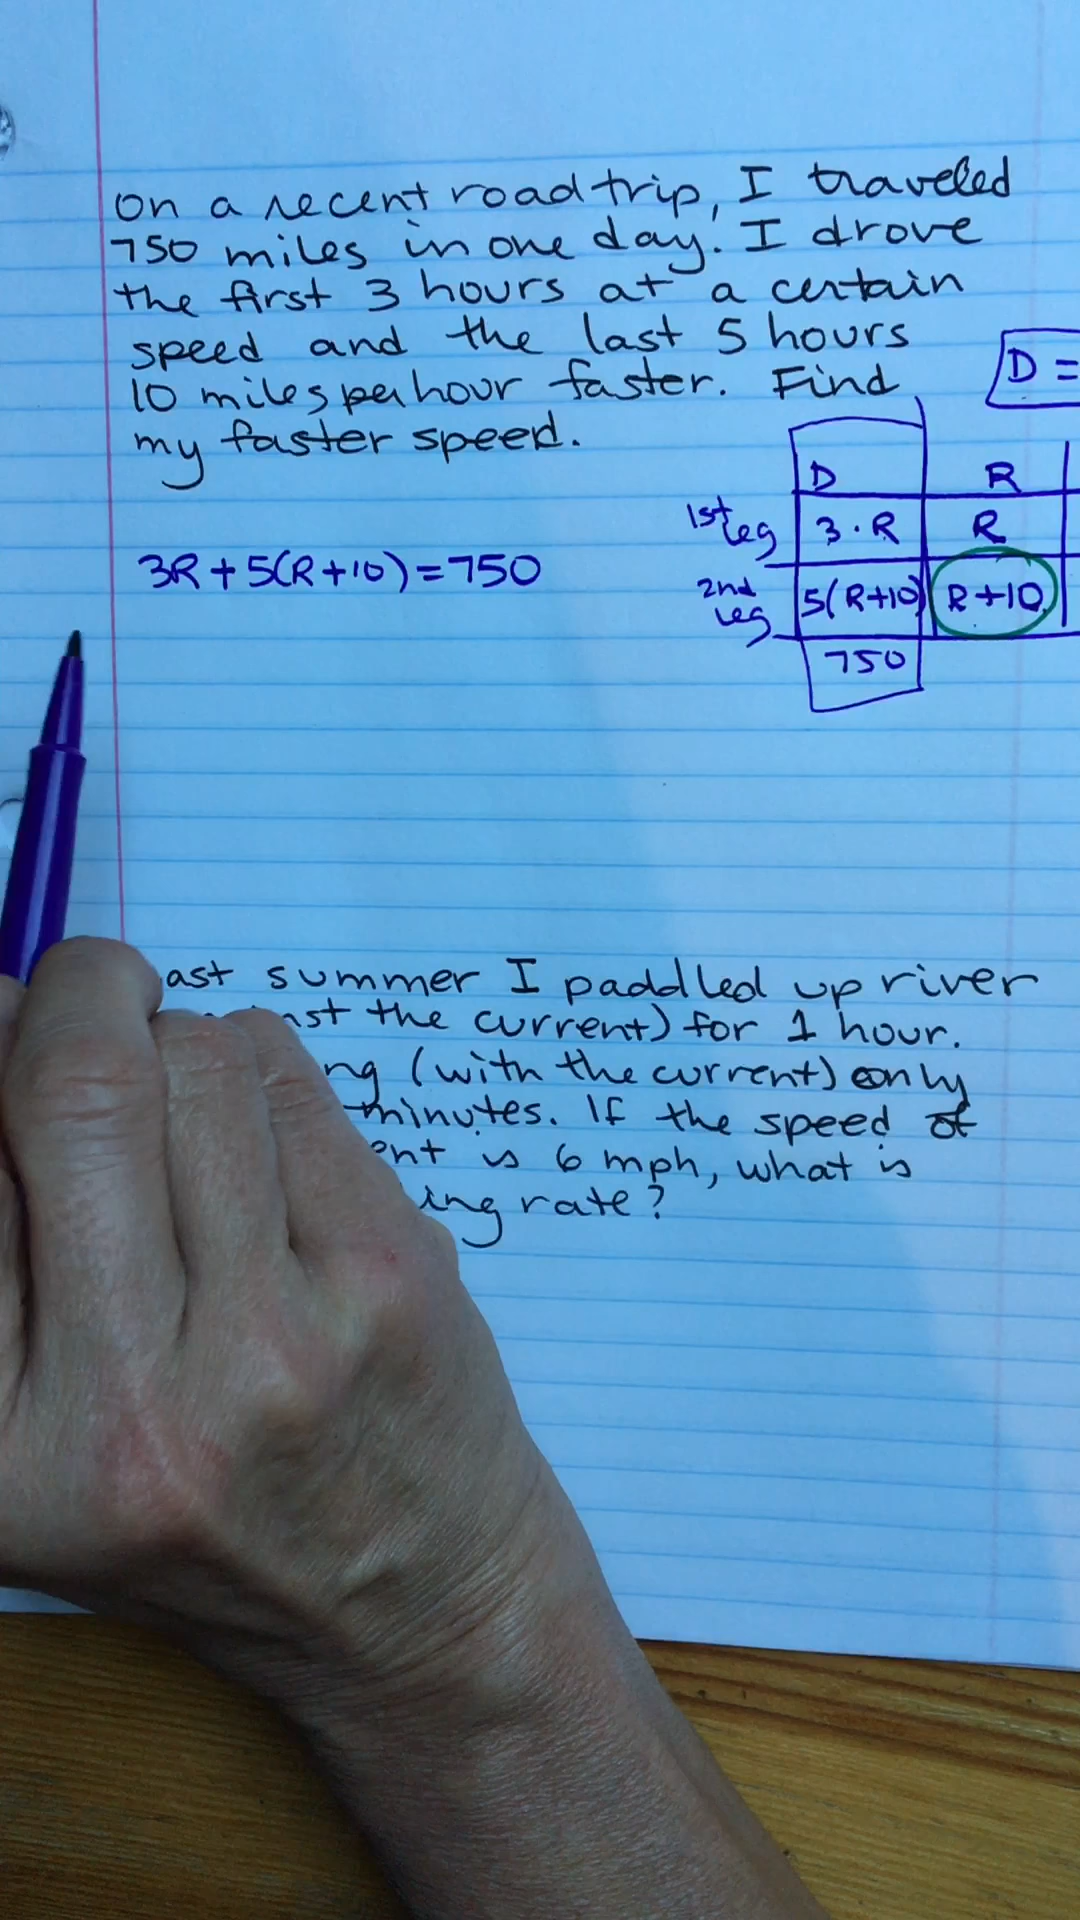 On a recent road trip, I traveled
750 miles in one day. I drove
the first 3 hours at a certain
speed and the last 5 hours
10 miles per hour faster. Find
my faster speed.
D =
D R
1st leg 3 · R R
2nd leg 5(R+10) R+10
750
3R + 5(R+10) = 750
ast summer I paddled up river
nst the current) for 1 hour.
ng (with the current) only
minutes. If the speed of
ent is 6 mph, what is
ing rate?